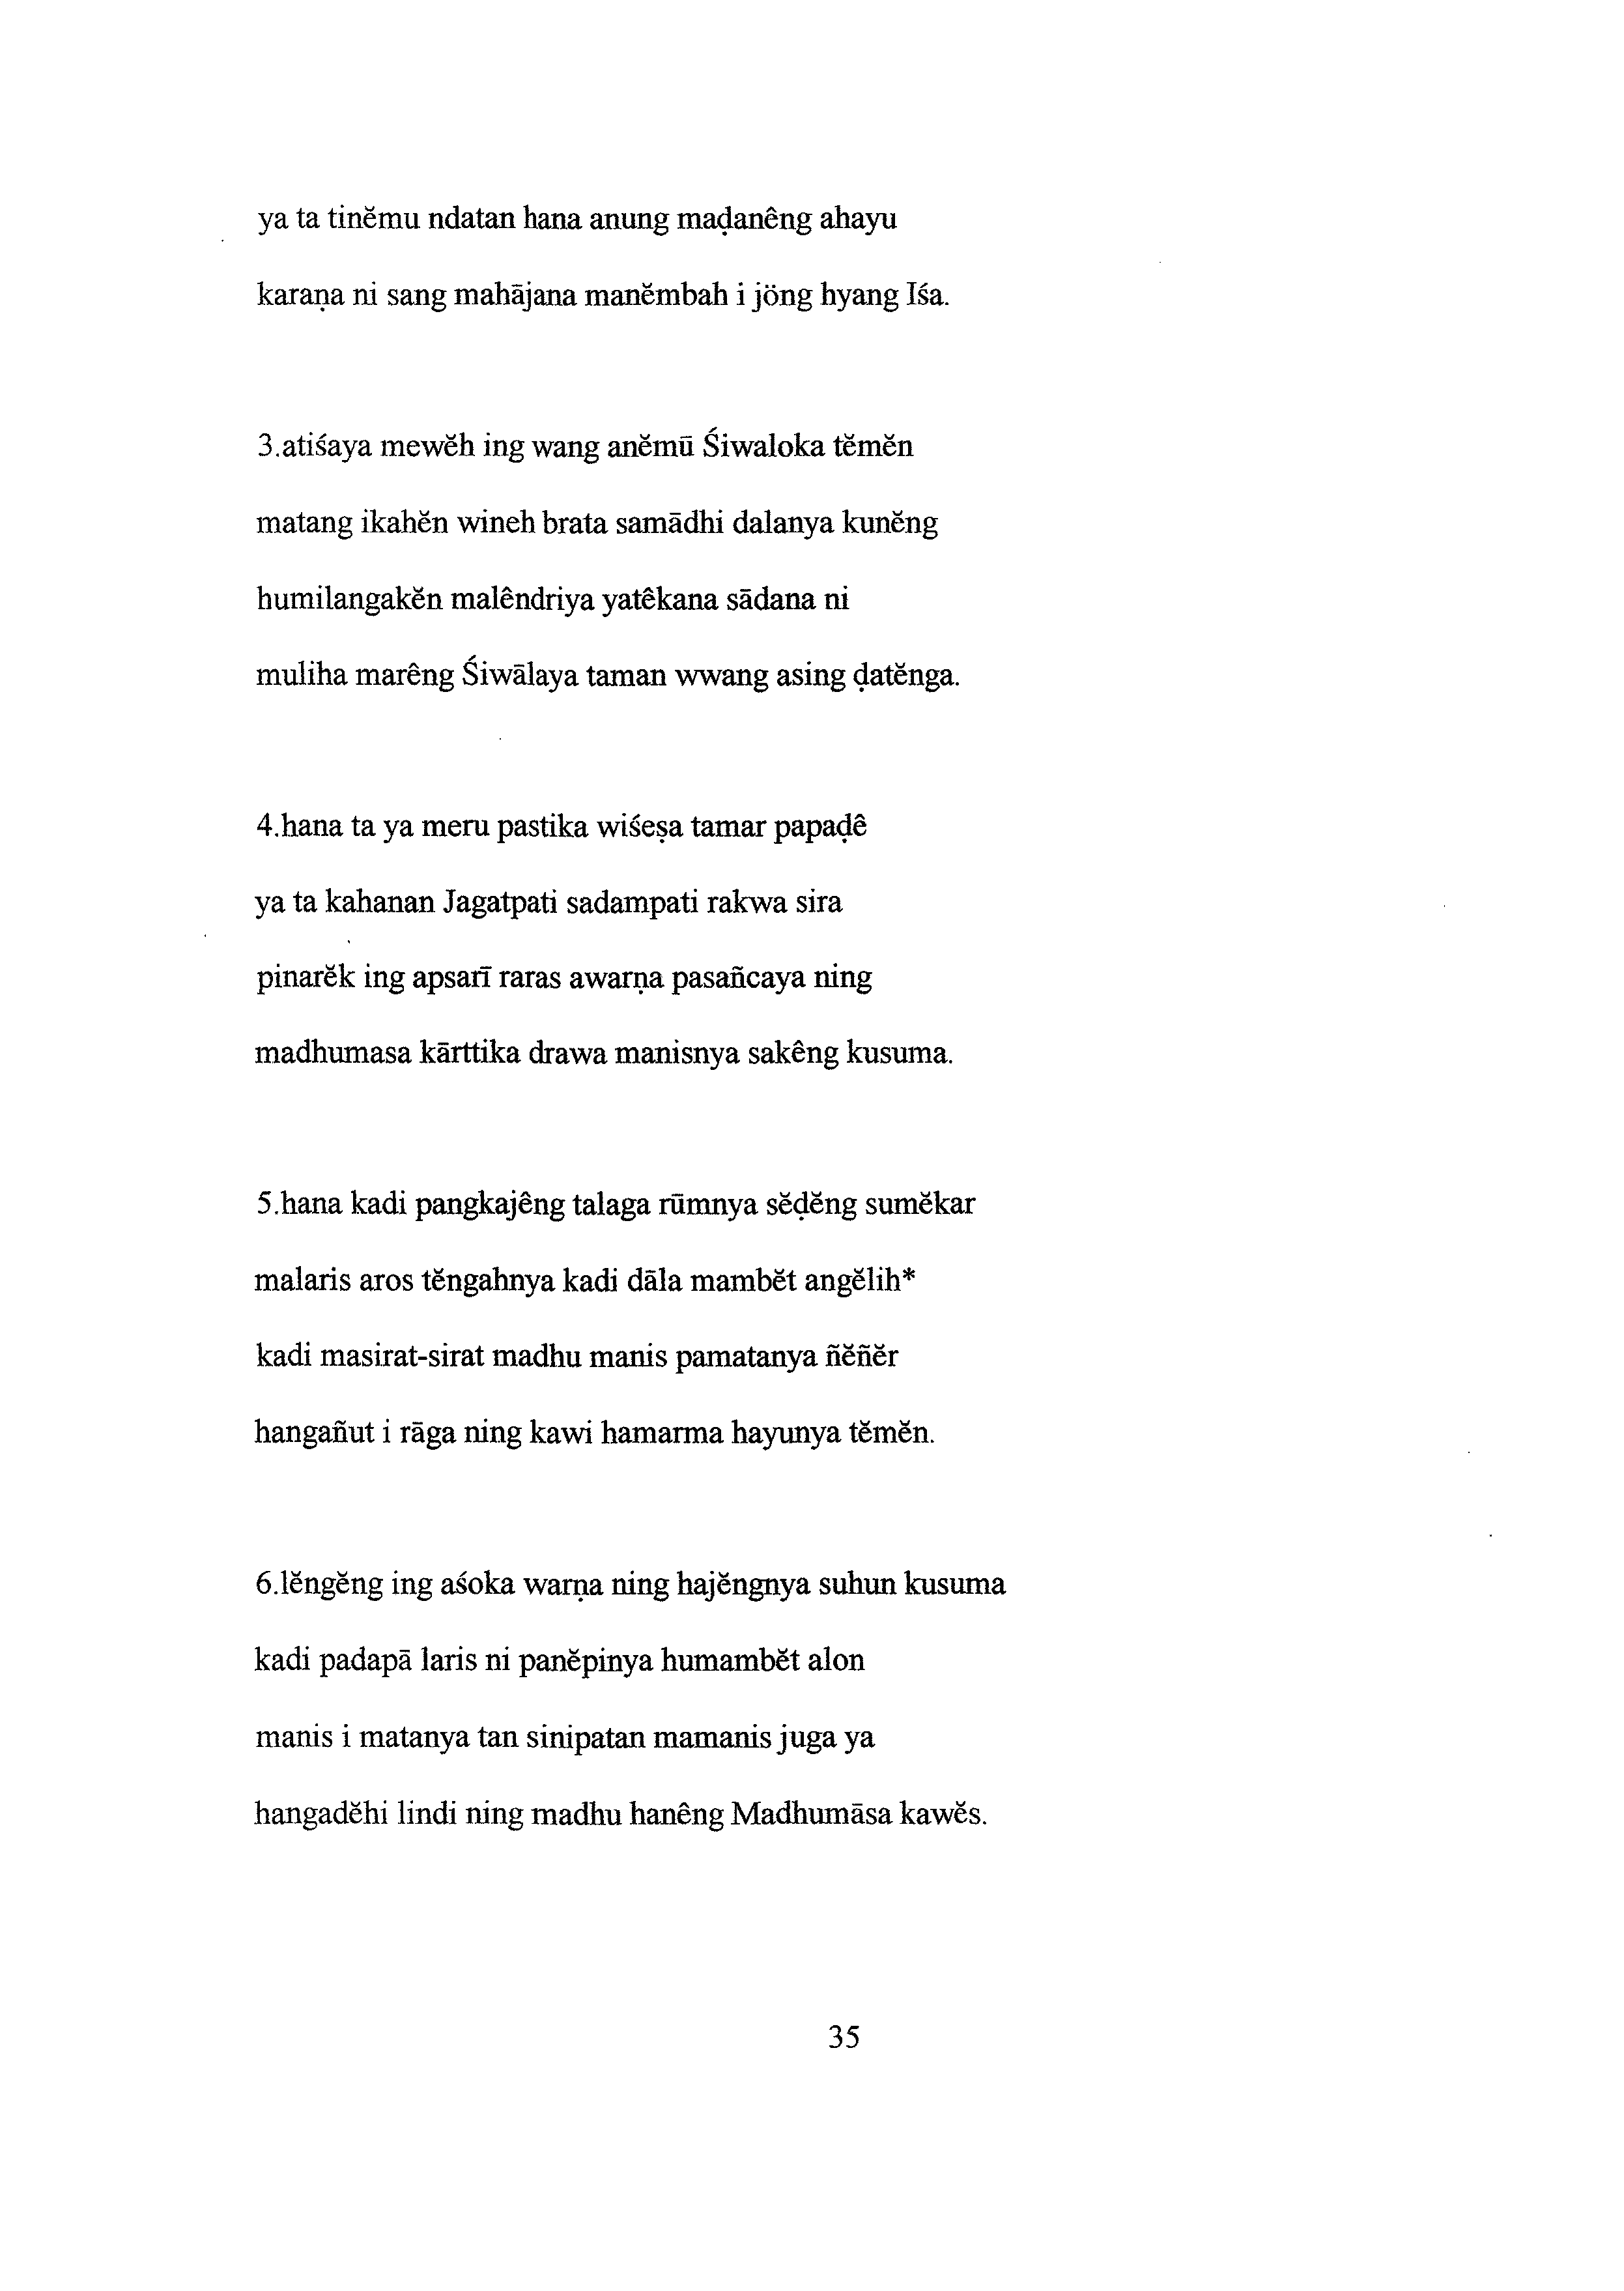 ya ta tinĕmu ndatan hana anung maḍanêng ahayu
karaṇa ni sang mahājana manĕmbah i jöng hyang Iśa.
3.atiśaya mewĕh ing wang anĕmū Śiwaloka tĕmĕn
matang ikahĕn wineh brata samādhi dalanya kunĕng
humilangakĕn malêndriya yatêkana sādana ni
muliha marêng Śiwālaya taman wwang asing ḍatĕnga.
4.hana ta ya meru pastika wiśeṣa tamar papaḍê
ya ta kahanan Jagatpati sadampati rakwa sira
pinarĕk ing apsarī raras awarṇa pasañcaya ning
madhumasa kārttika drawa manisnya sakêng kusuma.
5.hana kadi pangkajêng talaga rūmnya sĕḍĕng sumĕkar
malaris aros tĕngahnya kadi dāla mambĕt angĕlih*
kadi masirat-sirat madhu manis pamatanya ñĕñĕr
hangañut i rāga ning kawi hamarma hayunya tĕmĕn.
6.lĕngĕng ing aśoka warṇa ning hajĕngnya suhun kusuma
kadi padapā laris ni panĕpinya humambĕt alon
manis i matanya tan sinipatan mamanis juga ya
hangadĕhi lindi ning madhu hanêng Madhumāsa kawĕs.
35